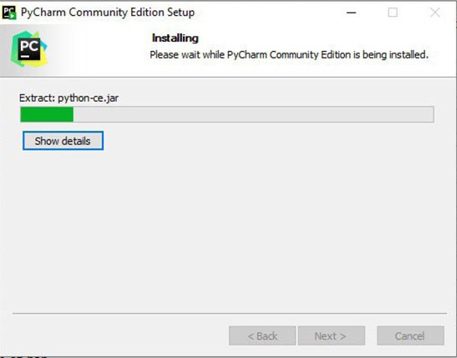 PyCharm Community Edition Setup
PC
Installing
Please wait while PyCharm Community Edition is being installed.
Extract: python-ce.jar
Show details
< Back
Next >
Cancel